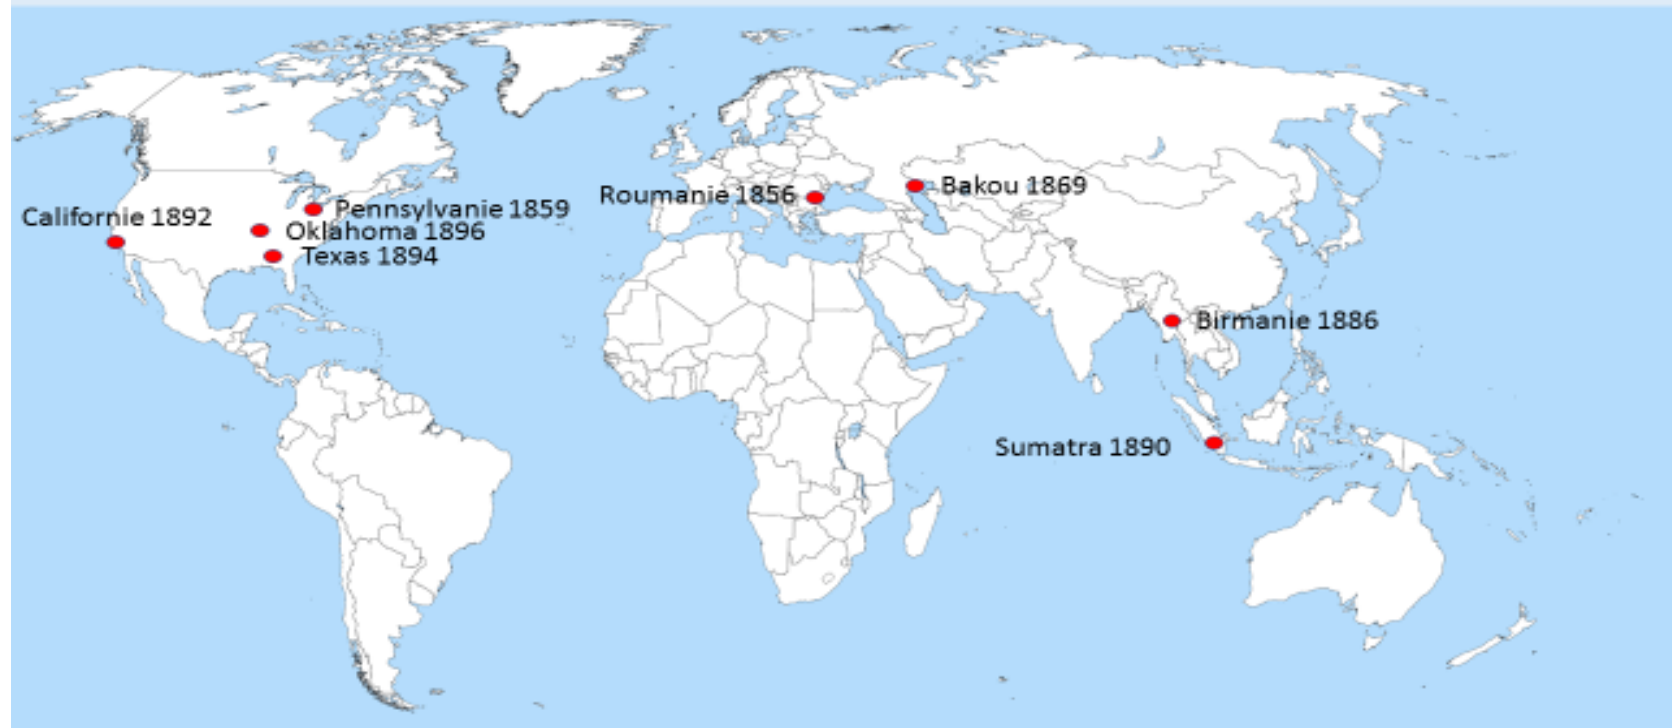 Roumanie 1856
Bakou 1869
Californie 1892
Pennsylvanie 1859
Oklahoma 1896
Texas 1894
Birmanie 1886
Sumatra 1890